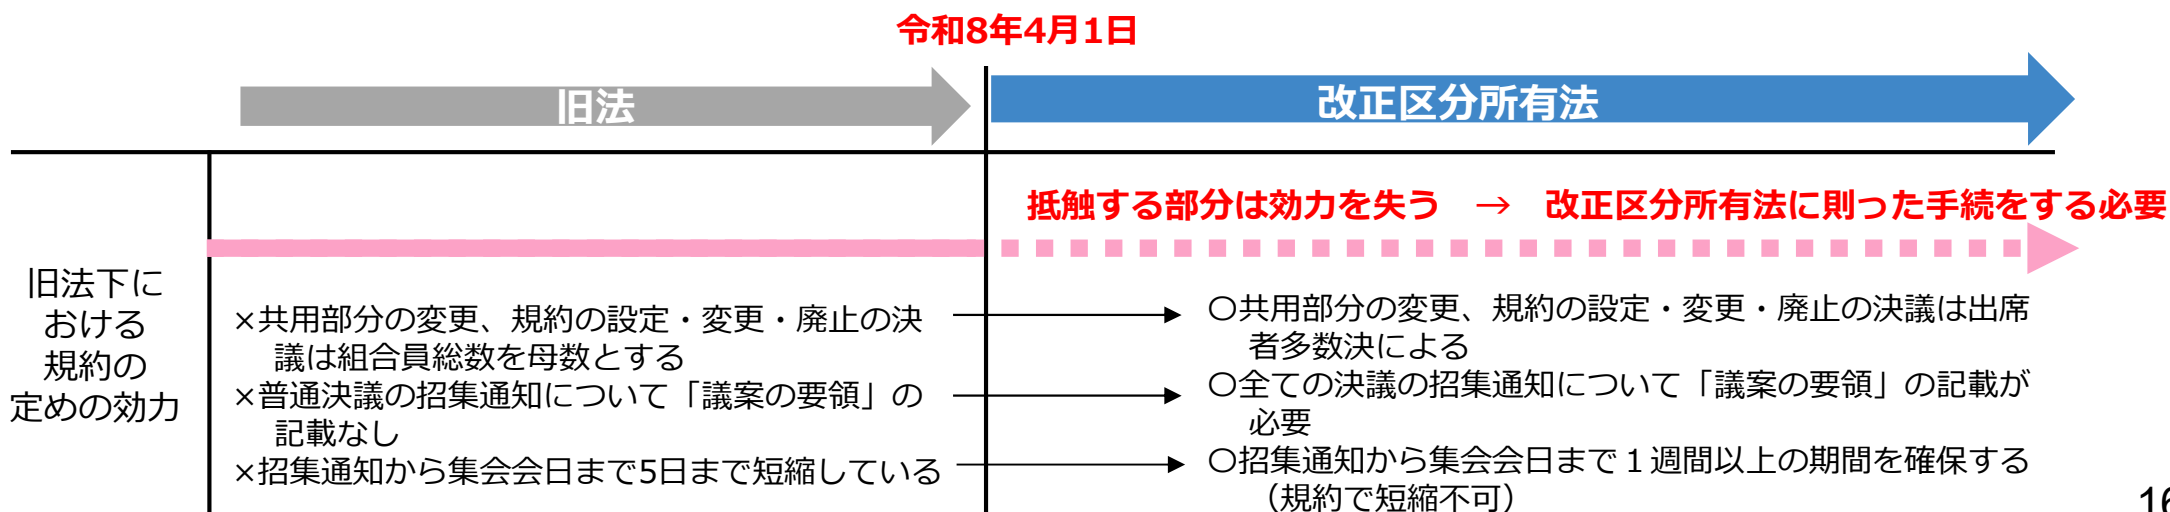 令和8年4月1日
旧法
改正区分所有法
抵触する部分は効力を失う　→　改正区分所有法に則った手続をする必要
旧法下に
おける
規約の
定めの効力
×共用部分の変更、規約の設定・変更・廃止の決
議は組合員総数を母数とする
×普通決議の招集通知について「議案の要領」の
記載なし
×招集通知から集会会日まで5日まで短縮している
〇共用部分の変更、規約の設定・変更・廃止の決議は出席
者多数決による
〇全ての決議の招集通知について「議案の要領」の記載が
必要
〇招集通知から集会会日まで１週間以上の期間を確保する
（規約で短縮不可）
16